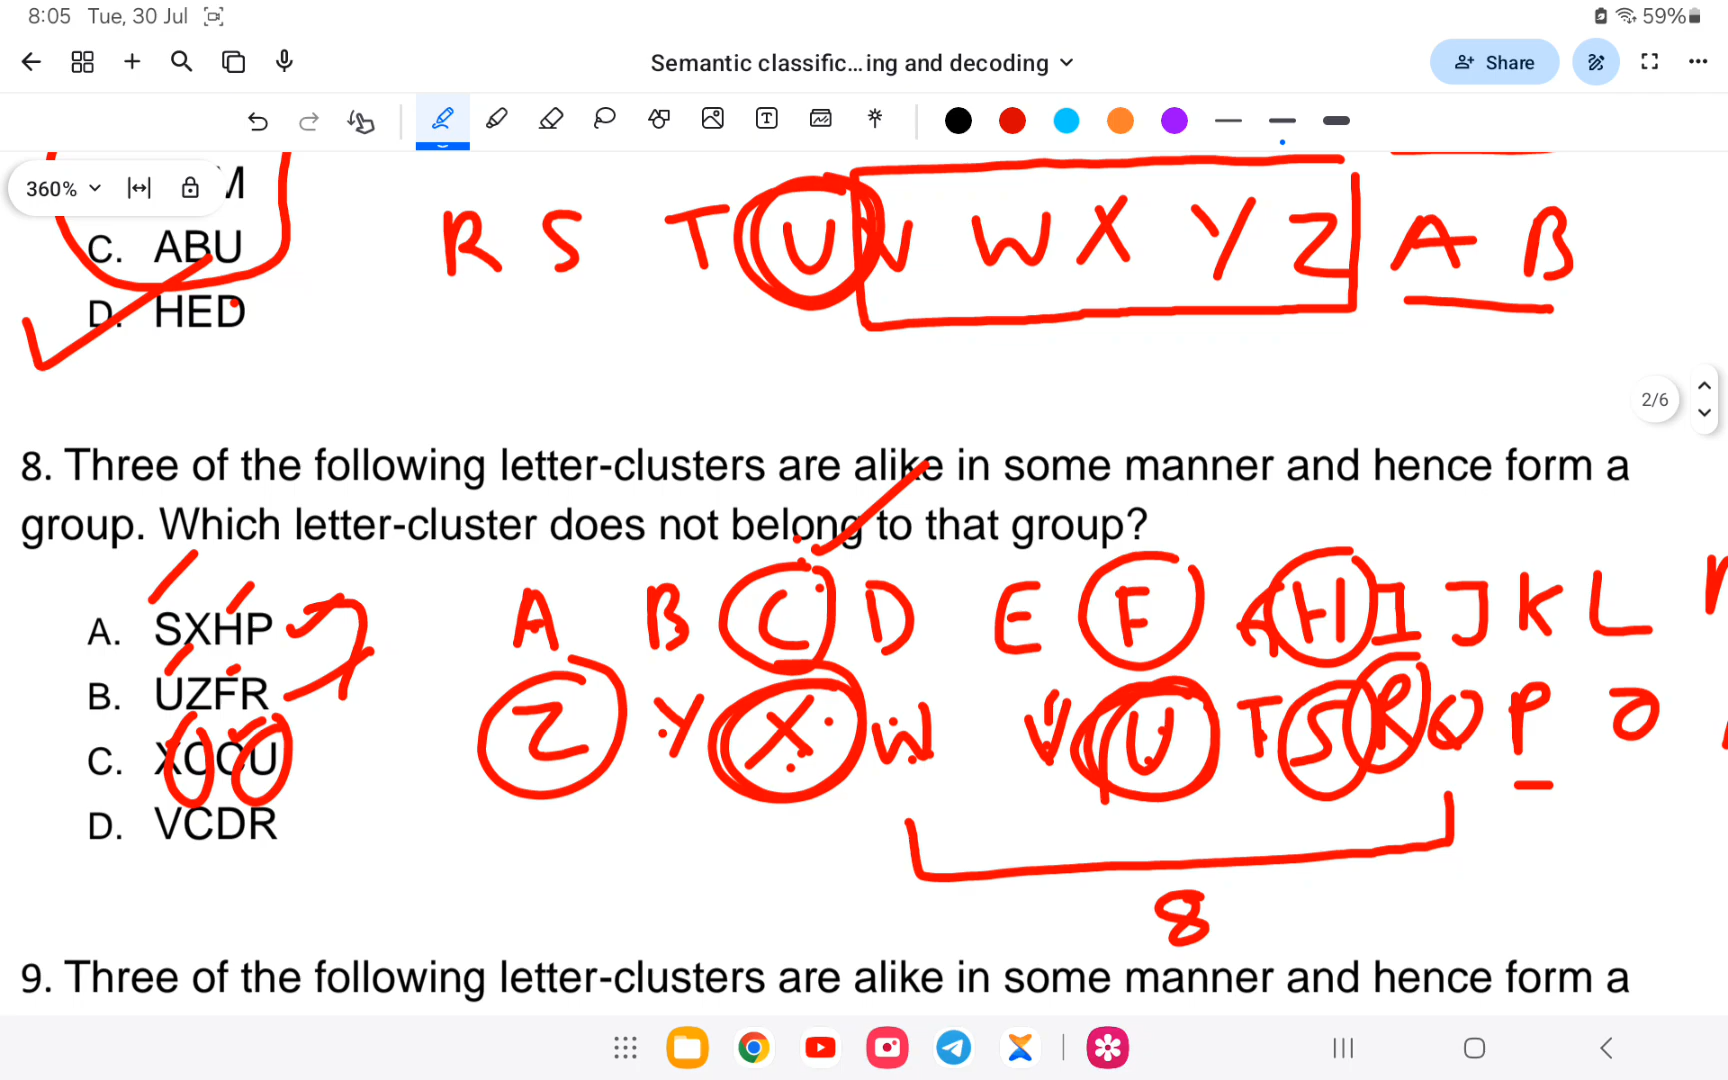 8:05 Tue, 30 Jul 59%
Semantic classific...ing and decoding Share
360% M
C. ABU
D. HED
R S T U V W X Y Z A B
2/6
8. Three of the following letter-clusters are alike in some manner and hence form a
group. Which letter-cluster does not belong to that group?
A. SXHP
B. UZFR
C. XCCU
D. VCDR
A B C D E F H I J K L
Z Y X W V U T S R Q P O
8
9. Three of the following letter-clusters are alike in some manner and hence form a